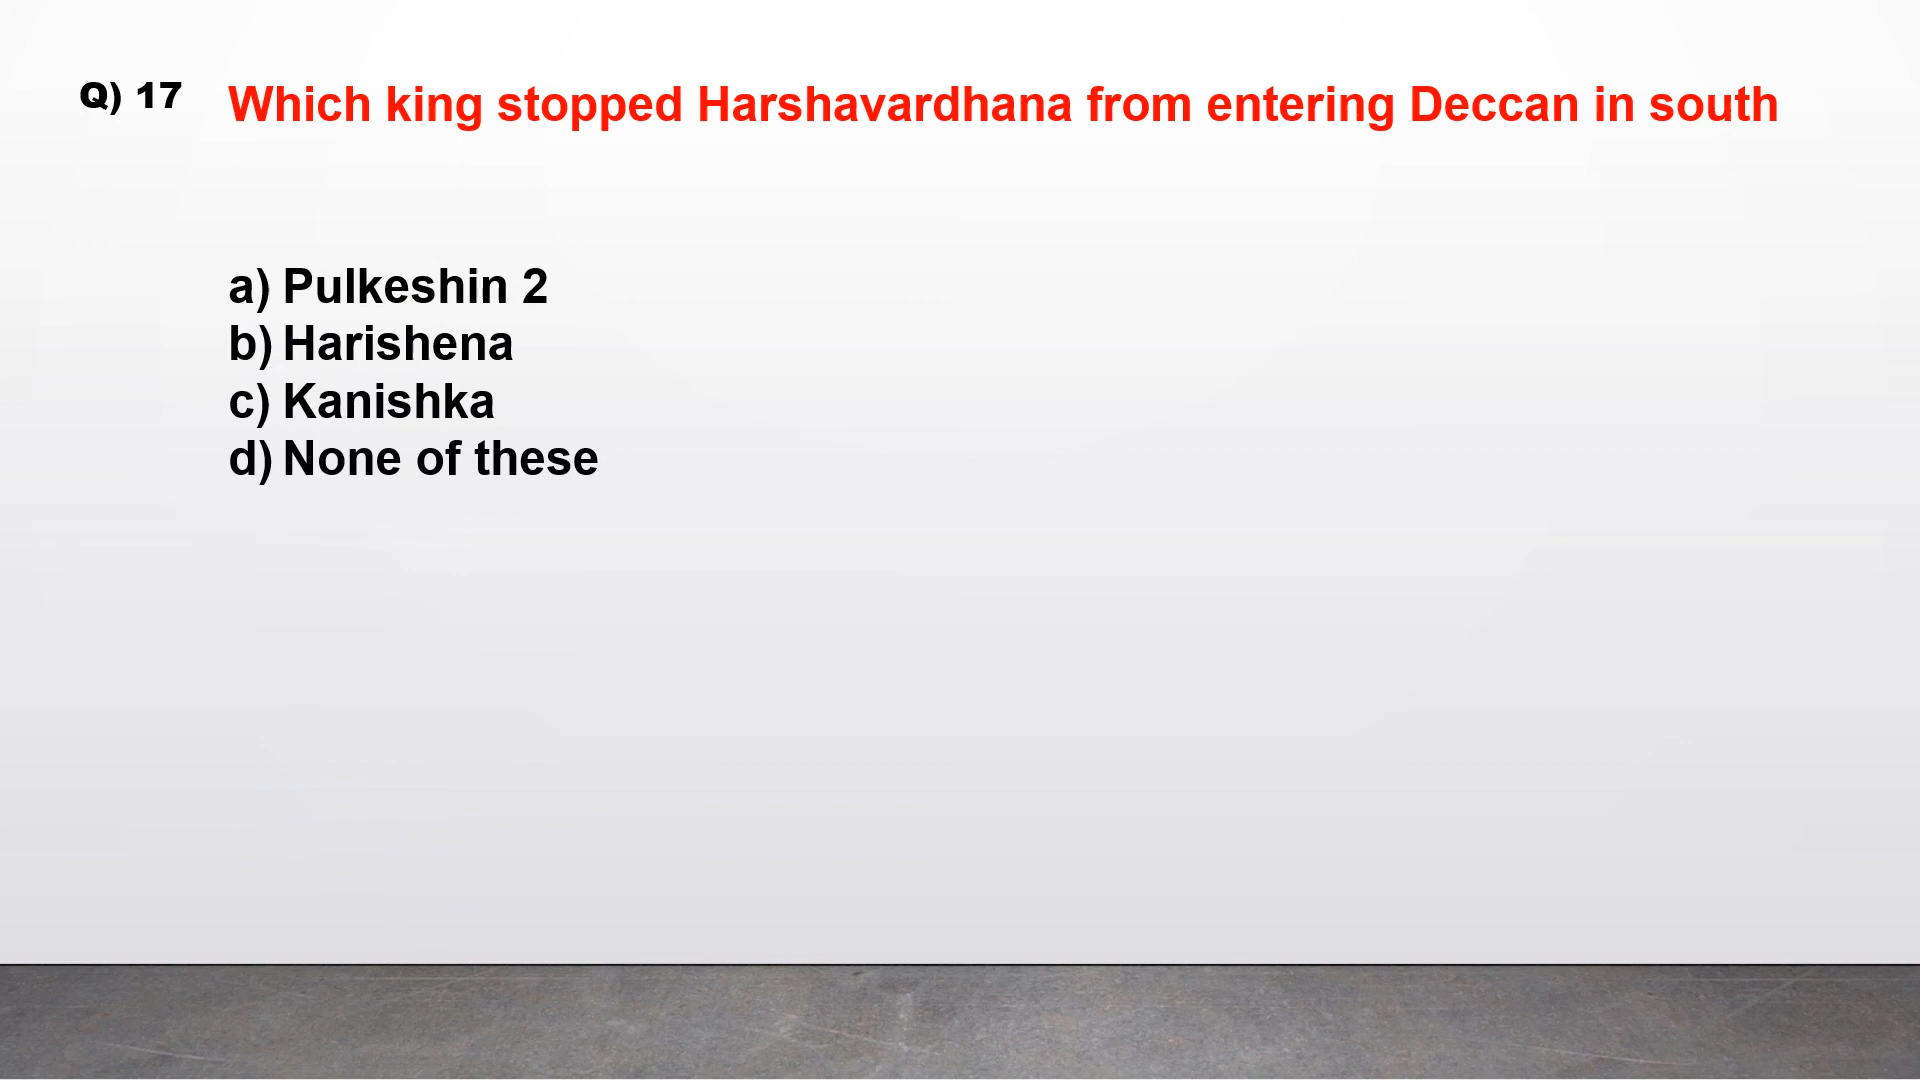 Q) 17 Which king stopped Harshavardhana from entering Deccan in south
a) Pulkeshin 2
b) Harishena
c) Kanishka
d) None of these